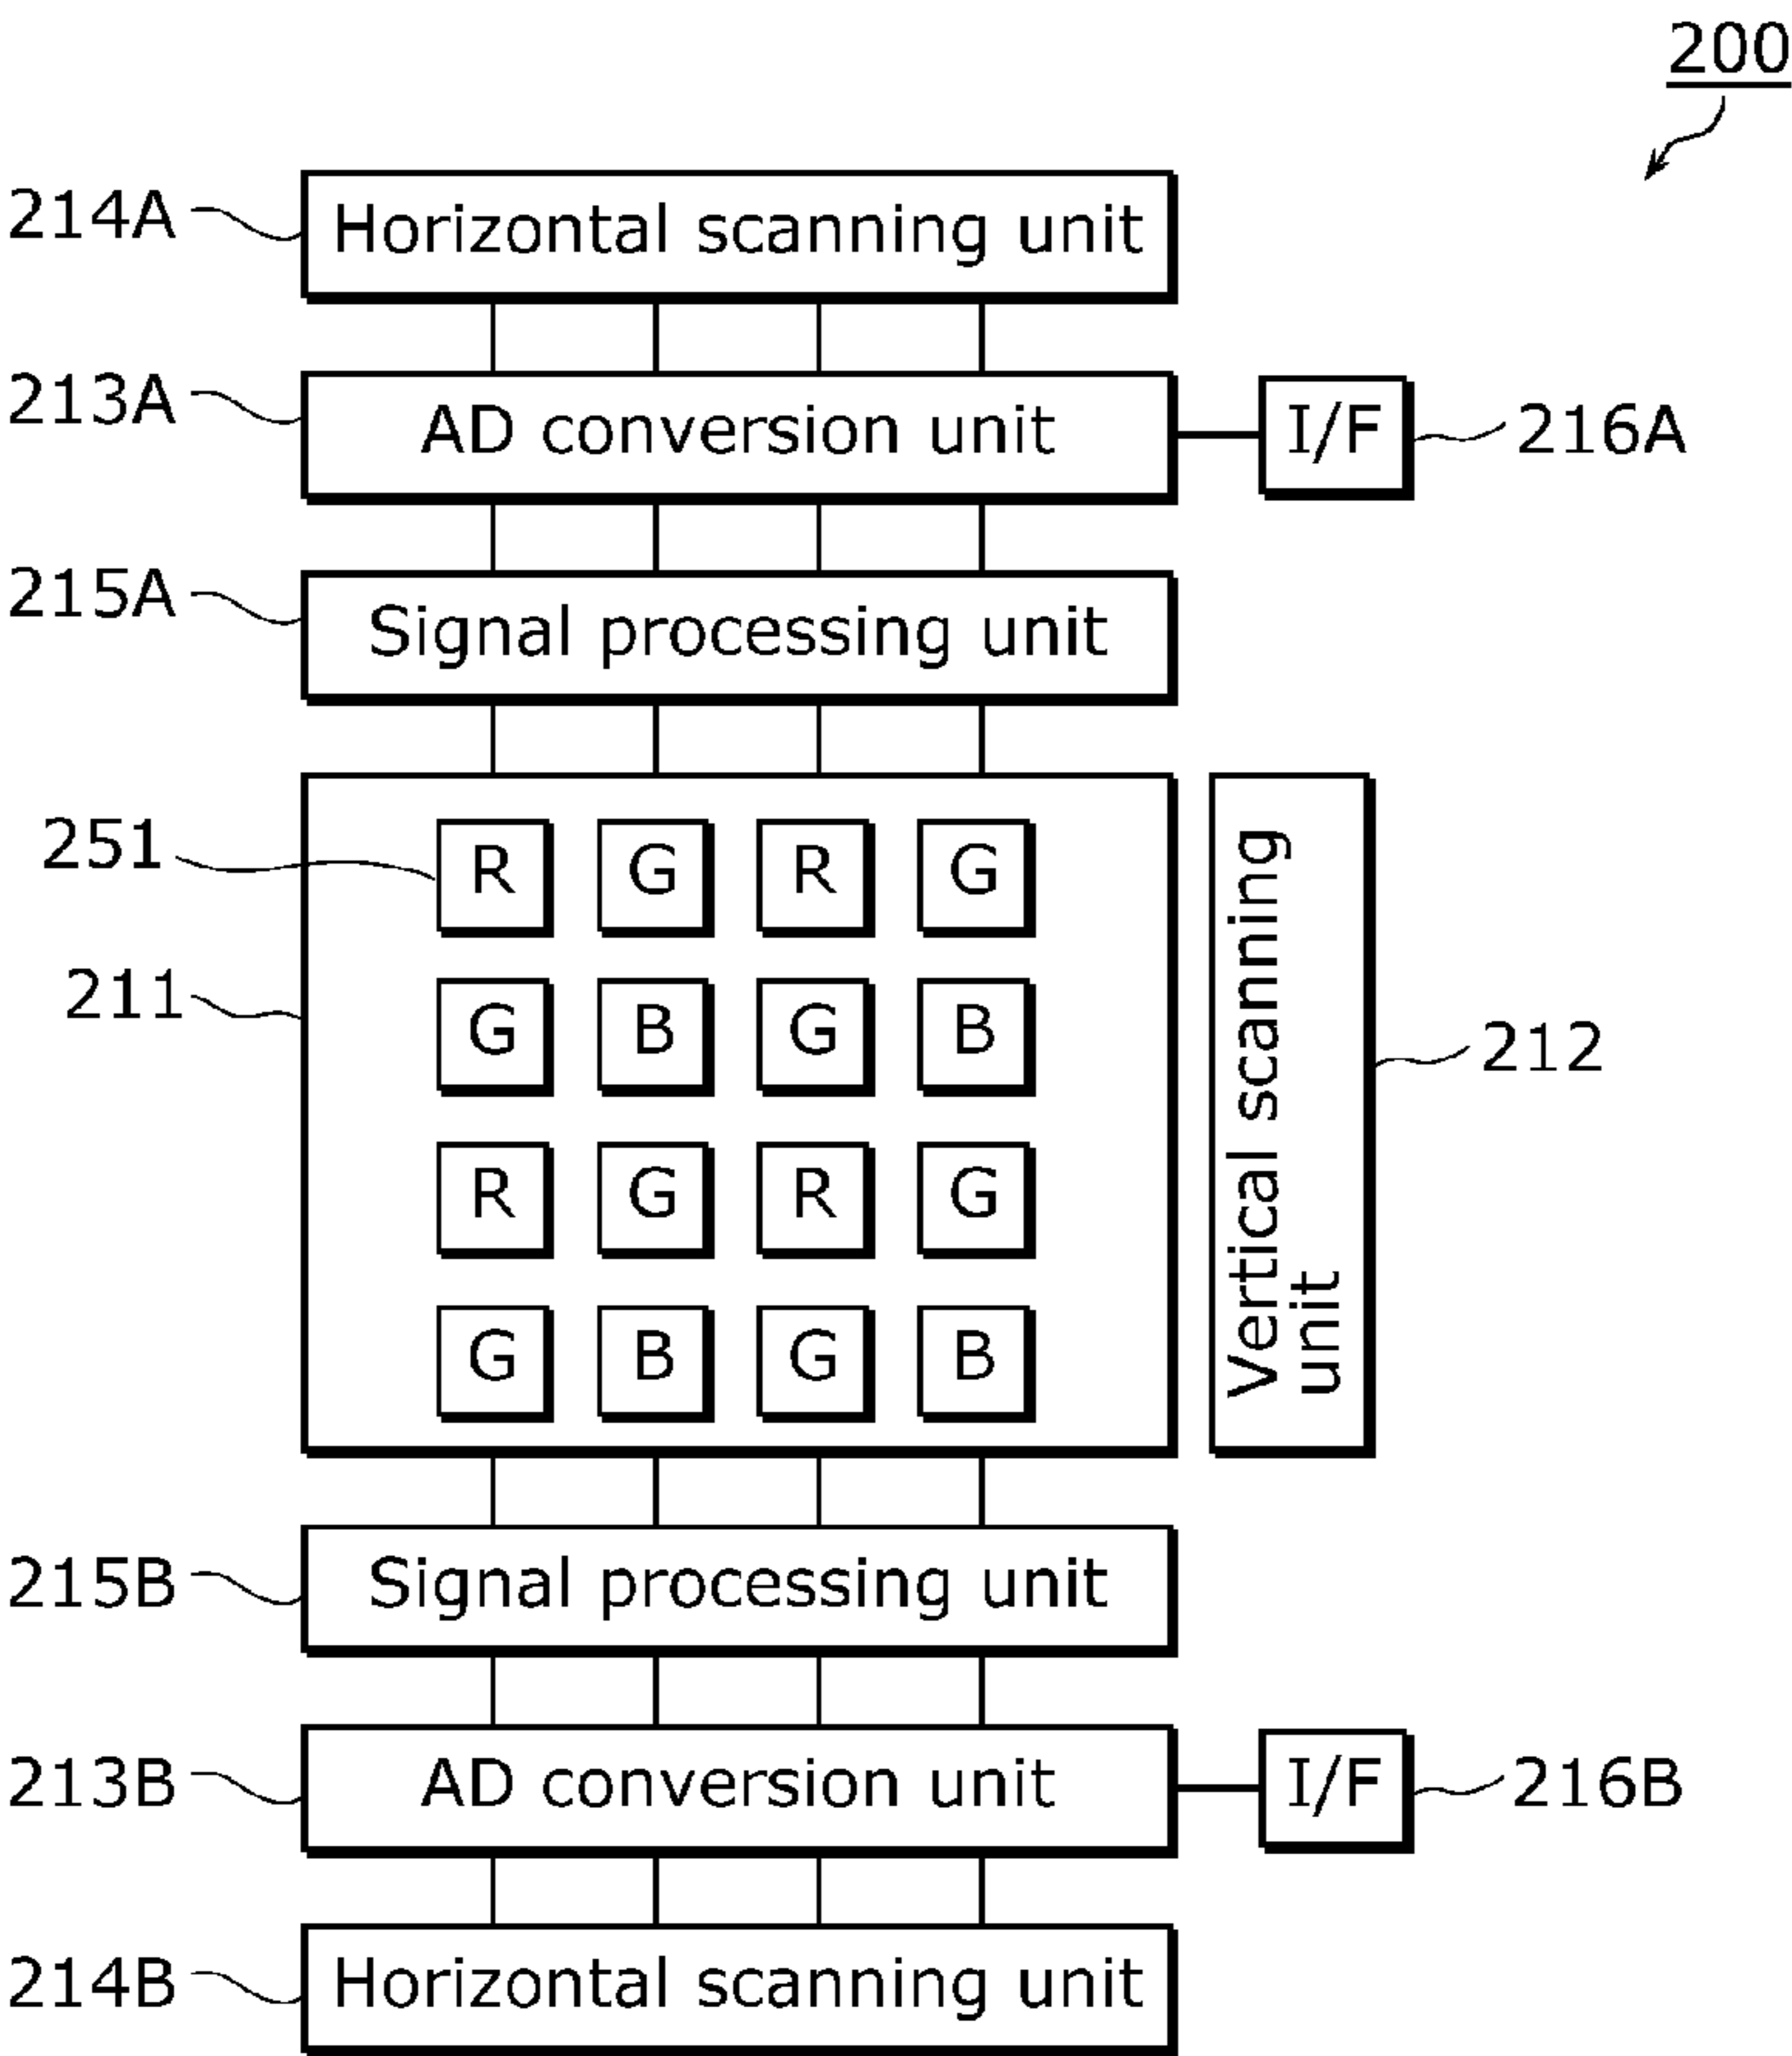 200
214A Horizontal scanning unit
213A AD conversion unit I/F 216A
215A Signal processing unit
251 R G R G
211 G B G B
R G R G
G B G B
Vertical scanning
unit
212
215B Signal processing unit
213B AD conversion unit I/F 216B
214B Horizontal scanning unit